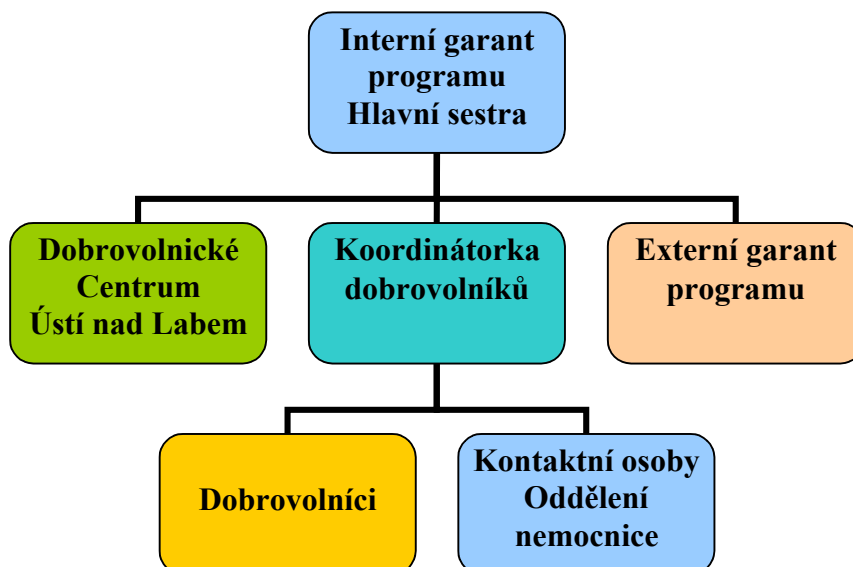 Interní garant
programu
Hlavní sestra
Dobrovolnické
Centrum
Ústí nad Labem
Koordinátorka
dobrovolníků
Externí garant
programu
Dobrovolníci
Kontaktní osoby
Oddělení
nemocnice